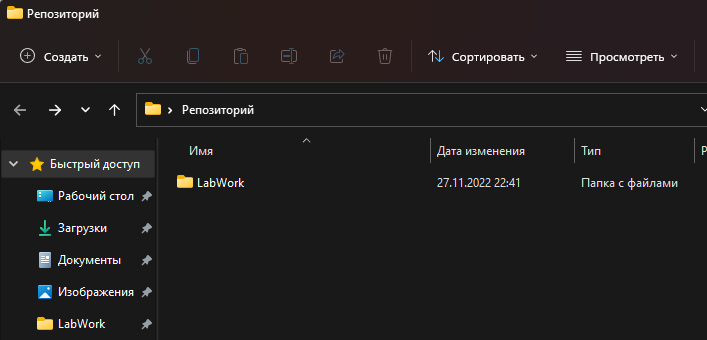 Репозиторий
Создать
Сортировать
Просмотреть
Репозиторий
Имя
Дата изменения
Тип
Р
Быстрый доступ
Рабочий стол
Загрузки
Документы
Изображения
LabWork
LabWork
27.11.2022 22:41
Папка с файлами